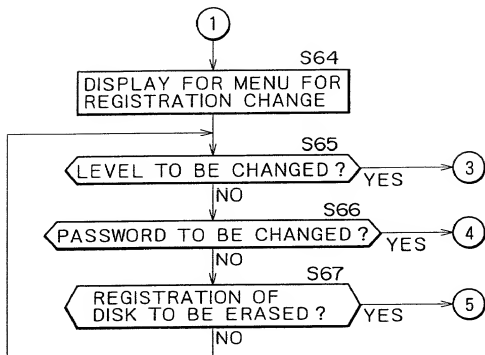 1
S64
DISPLAY FOR MENU FOR
REGISTRATION CHANGE
S65
LEVEL TO BE CHANGED?
YES
3
NO
S66
PASSWORD TO BE CHANGED?
YES
4
NO
S67
REGISTRATION OF
DISK TO BE ERASED?
YES
5
NO